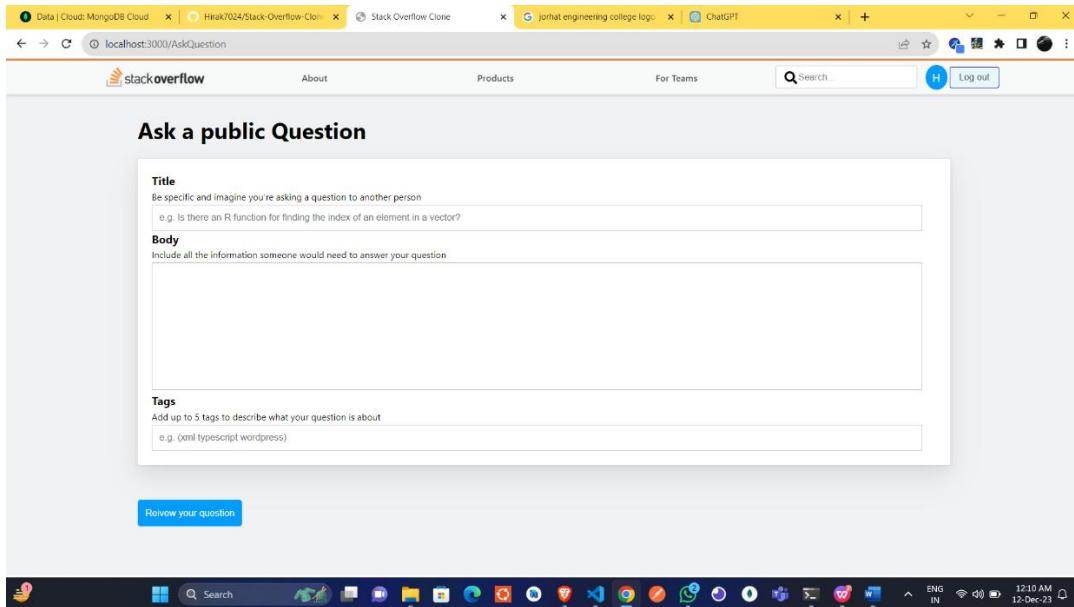 Data | Cloud: MongoDB Cloud
Hirak7024/Stack-Overflow-Clone
Stack Overflow Clone
jorhat engineering college logo
ChatGPT
localhost:3000/AskQuestion
stackoverflow
About
Products
For Teams
Search...
H
Log out
Ask a public Question
Title
Be specific and imagine you're asking a question to another person
e.g. Is there an R function for finding the index of an element in a vector?
Body
Include all the information someone would need to answer your question
Tags
Add up to 5 tags to describe what your question is about
e.g. (xml typescript wordpress)
Reivew your question
Search
ENG
IN
12:10 AM
12-Dec-23